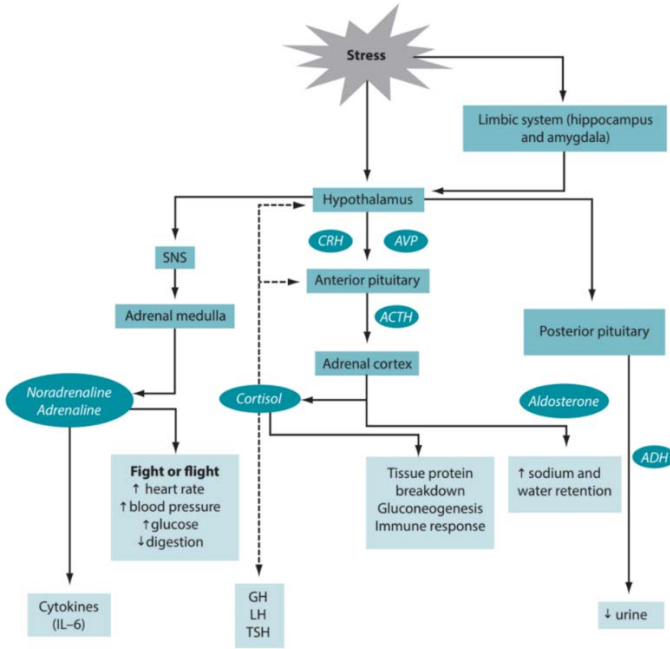 Stress
Limbic system (hippocampus
and amygdala)
Hypothalamus
CRH
AVP
SNS
Anterior pituitary
Adrenal medulla
ACTH
Posterior pituitary
Adrenal cortex
Noradrenaline
Adrenaline
Cortisol
Aldosterone
ADH
Fight or flight
↑ heart rate
↑ blood pressure
↑ glucose
↓ digestion
Tissue protein
breakdown
Gluconeogenesis
Immune response
↑ sodium and
water retention
Cytokines
(IL–6)
GH
LH
TSH
↓ urine